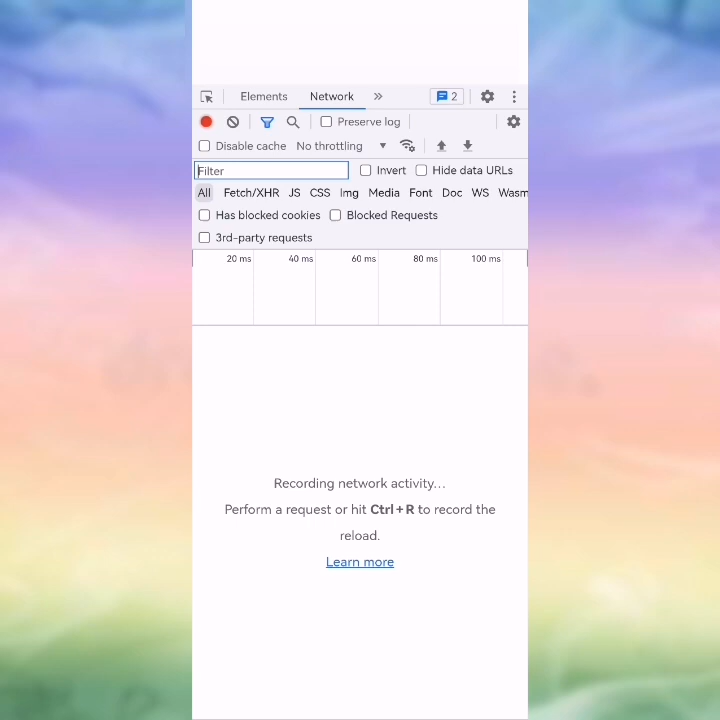 Elements Network 2
Preserve log
Disable cache No throttling
Filter Invert Hide data URLs
All Fetch/XHR JS CSS Img Media Font Doc WS Wasm
Has blocked cookies Blocked Requests
3rd-party requests
20 ms 40 ms 60 ms 80 ms 100 ms
Recording network activity...
Perform a request or hit Ctrl+R to record the
reload.
Learn more